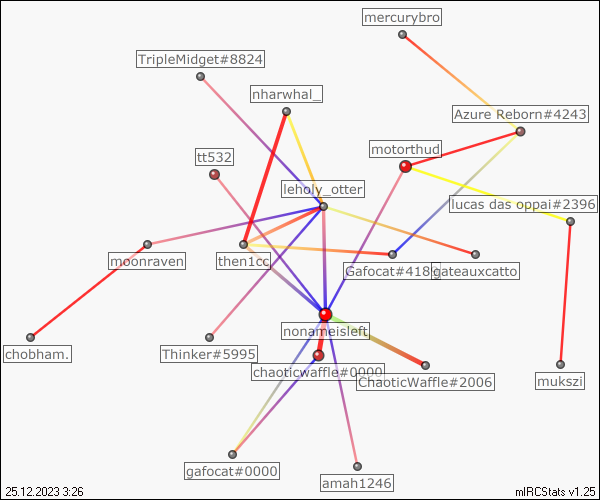 mercurybro
TripleMidget#8824
nharwhal_
Azure Reborn#4243
motorthud
tt532
leholy_otter
lucas das oppai#2396
moonraven
then1cc
Gafocat#4189
gateauxcatto
nonameisleft
chobham.
Thinker#5995
chaoticwaffle#0000
ChaoticWaffle#2006
mukszi
gafocat#0000
amah1246
25.12.2023 3:26
mIRCStats v1.25